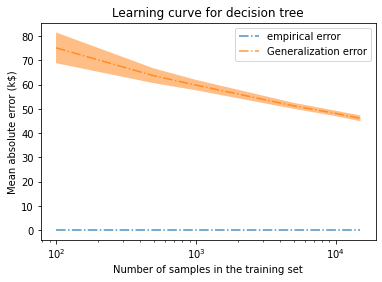 Learning curve for decision tree
empirical error
Generalization error
Mean absolute error (k$)
80
70
60
50
40
30
20
10
0
10² 10³ 10⁴
Number of samples in the training set